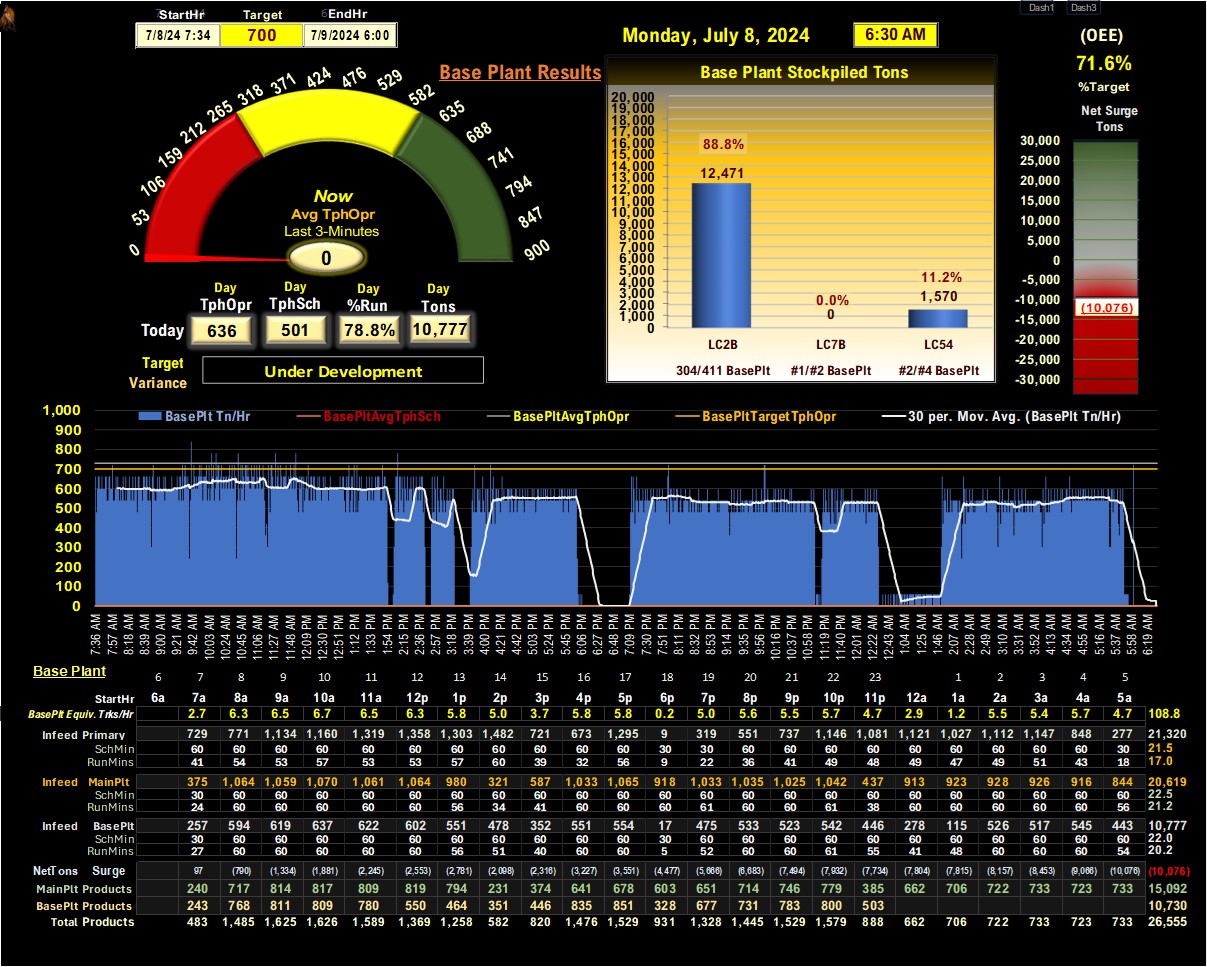 Dash1 Dash3
StartHr Target EndHr
7/8/24 7:34 700 7/9/2024 6:00
Monday, July 8, 2024 6:30 AM
(OEE)
71.6%
%Target
Net Surge
Tons
30,000
25,000
20,000
15,000
10,000
5,000
0
-5,000
-10,000
(10,076)
-15,000
-20,000
-25,000
-30,000
Base Plant Results
0 53 106 159 212 265 318 371 424 476 529 582 635 688 741 794 847 900
Now
Avg TphOpr
Last 3-Minutes
0
Day Day Day Day
TphOpr TphSch %Run Tons
Today 636 501 78.8% 10,777
Target
Variance
Under Development
Base Plant Stockpiled Tons
20,000
19,000
18,000
17,000
16,000
15,000
14,000
13,000
12,000
11,000
10,000
9,000
8,000
7,000
6,000
5,000
4,000
3,000
2,000
1,000
0
88.8%
12,471
0.0%
0
11.2%
1,570
LC2B LC7B LC54
304/411 BasePlt #1/#2 BasePlt #2/#4 BasePlt
BasePlt Tn/Hr BasePltAvgTphSch BasePltAvgTphOpr BasePltTargetTphOpr 30 per. Mov. Avg. (BasePlt Tn/Hr)
1,000
900
800
700
600
500
400
300
200
100
0
7:36 AM 7:57 AM 8:18 AM 8:39 AM 9:00 AM 9:21 AM 9:42 AM 10:03 AM 10:24 AM 10:45 AM 11:06 AM 11:27 AM 11:48 AM 12:09 PM 12:30 PM 12:51 PM 1:12 PM 1:33 PM 1:54 PM 2:15 PM 2:36 PM 2:57 PM 3:18 PM 3:39 PM 4:00 PM 4:21 PM 4:42 PM 5:03 PM 5:24 PM 5:45 PM 6:06 PM 6:27 PM 7:09 PM 7:30 PM 7:51 PM 8:11 PM 8:32 PM 8:53 PM 9:14 PM 9:35 PM 9:56 PM 10:16 PM 10:37 PM 10:58 PM 11:19 PM 11:40 PM 12:01 AM 12:22 AM 12:43 AM 1:04 AM 1:25 AM 1:46 AM 2:07 AM 2:28 AM 2:49 AM 3:10 AM 3:31 AM 3:52 AM 4:13 AM 4:34 AM 4:55 AM 5:16 AM 5:37 AM 5:58 AM 6:19 AM
Base Plant
6 7 8 9 10 11 12 13 14 15 16 17 18 19 20 21 22 23 1 2 3 4 5
StartHr 6a 7a 8a 9a 10a 11a 12p 1p 2p 3p 4p 5p 6p 7p 8p 9p 10p 11p 12a 1a 2a 3a 4a 5a
BasePlt Equiv. Trks/Hr 2.7 6.3 6.5 6.7 6.5 6.3 5.8 5.0 3.7 5.8 5.8 0.2 5.0 5.6 5.5 5.7 4.7 2.9 1.2 5.5 5.4 5.7 4.7 108.8
Infeed Primary 729 771 1,134 1,160 1,319 1,358 1,303 1,482 721 673 1,295 9 319 551 737 1,146 1,081 1,121 1,027 1,112 1,147 848 277 21,320
SchMin 60 60 60 60 60 60 60 60 60 60 60 30 30 60 60 60 60 60 60 60 60 60 30 21.5
RunMins 41 54 53 57 53 53 57 60 39 32 56 9 22 36 41 49 48 49 47 49 51 43 18 17.0
Infeed MainPlt 375 1,064 1,059 1,070 1,061 1,064 980 321 587 1,033 1,065 918 1,033 1,035 1,025 1,042 437 913 923 928 926 916 844 20,619
SchMin 30 60 60 60 60 60 60 60 60 60 60 60 60 60 60 60 60 60 60 60 60 60 60 22.5
RunMins 24 60 60 60 60 60 56 34 41 60 60 60 61 60 60 61 38 60 60 60 60 60 56 21.2
Infeed BasePlt 257 594 619 637 622 602 551 478 352 551 554 17 475 533 523 542 446 278 115 526 517 545 443 10,777
SchMin 30 60 60 60 60 60 60 60 60 60 60 30 60 60 60 60 60 60 60 60 60 60 60 22.0
RunMins 27 60 60 60 60 60 56 51 40 60 60 5 52 60 60 61 55 41 48 60 60 60 54 20.2
NetTons Surge 97 (790) (1,334) (1,881) (2,245) (2,553) (2,781) (2,098) (2,316) (3,227) (3,551) (4,477) (5,666) (6,683) (7,494) (7,932) (7,734) (7,804) (7,815) (8,157) (8,453) (9,066) (10,076) (10,076)
MainPlt Products 240 717 814 817 809 819 794 231 374 641 678 603 651 714 746 779 385 662 706 722 733 723 733 15,092
BasePlt Products 243 768 811 809 780 550 464 351 446 835 851 328 677 731 783 800 503 10,730
Total Products 483 1,485 1,625 1,626 1,589 1,369 1,258 582 820 1,476 1,529 931 1,328 1,445 1,529 1,579 888 662 706 722 733 723 733 26,555